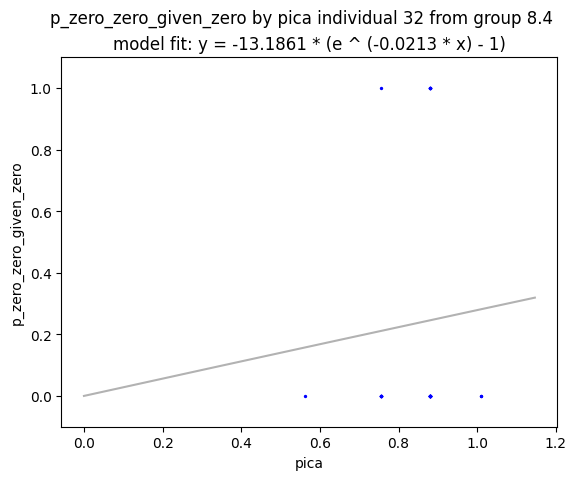 p_zero_zero_given_zero by pica individual 32 from group 8.4
model fit: y = -13.1861 * (e ^ (-0.0213 * x) - 1)
1.0
0.8
0.6
0.4
0.2
0.0
p_zero_zero_given_zero
0.0 0.2 0.4 0.6 0.8 1.0 1.2
pica